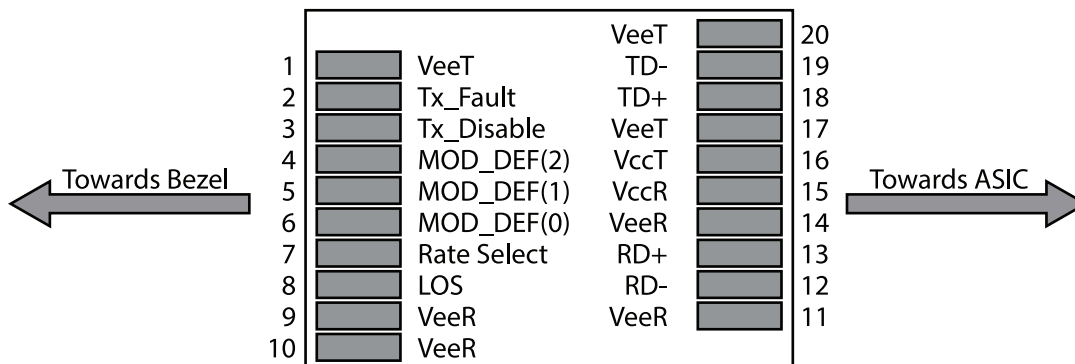 VeeT 20
1 VeeT TD- 19
2 Tx_Fault TD+ 18
3 Tx_Disable VeeT 17
4 MOD_DEF(2) VccT 16
Towards Bezel 5 MOD_DEF(1) VccR 15 Towards ASIC
6 MOD_DEF(0) VeeR 14
7 Rate Select RD+ 13
8 LOS RD- 12
9 VeeR VeeR 11
10 VeeR